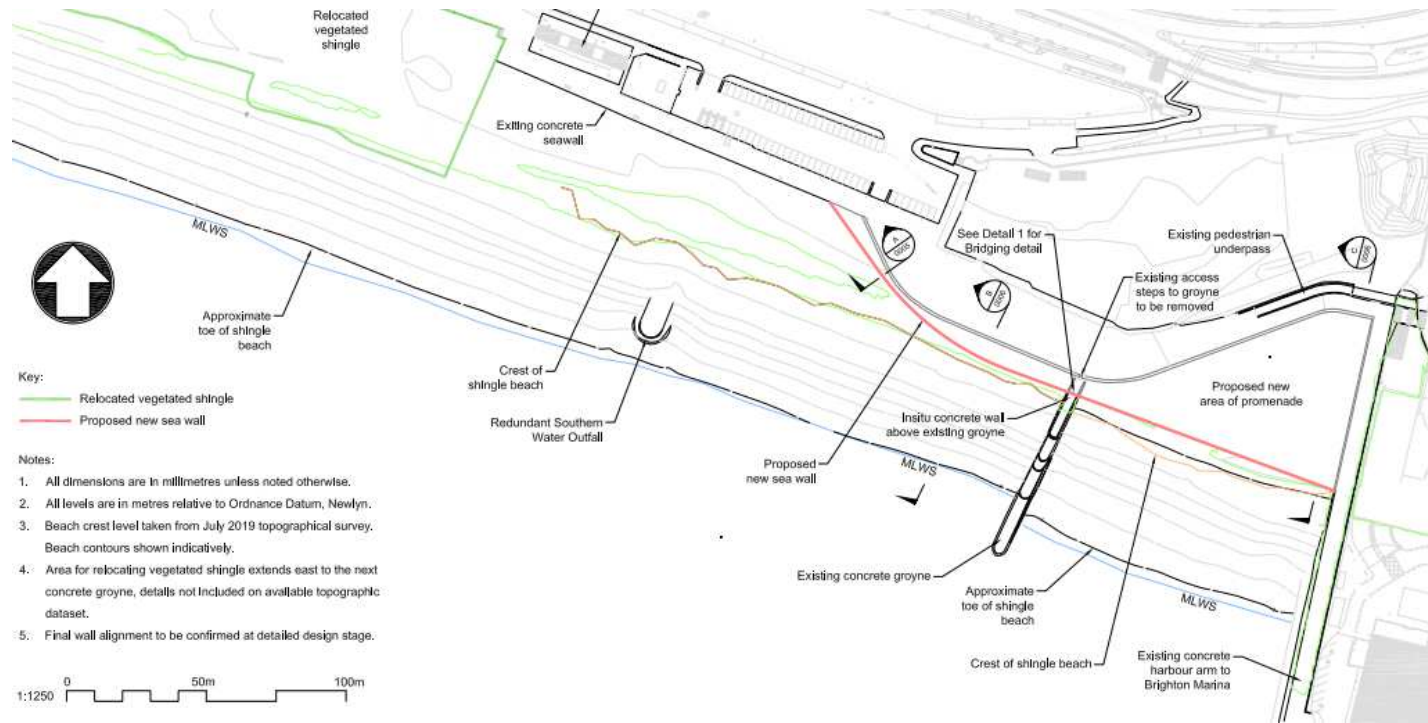 Relocated
vegetated
shingle
Exiting concrete
seawall
MLWS
Approximate
toe of shingle
beach
Crest of
shingle beach
Redundant Southern
Water Outfall
A
0005
B
0006
C
0006
See Detail 1 for
Bridging detail
Existing access
steps to groyne
to be removed
Existing pedestrian
underpass
Proposed new
area of promenade
Insitu concrete wall
above existing groyne
Proposed
new sea wall
MLWS
Existing concrete groyne
Approximate
toe of shingle
beach
MLWS
Crest of shingle beach
Existing concrete
harbour arm to
Brighton Marina
Key:
Relocated vegetated shingle
Proposed new sea wall
Notes:
1. All dimensions are in millimetres unless noted otherwise.
2. All levels are in metres relative to Ordnance Datum, Newlyn.
3. Beach crest level taken from July 2019 topographical survey.
Beach contours shown indicatively.
4. Area for relocating vegetated shingle extends east to the next
concrete groyne, details not included on available topographic
dataset.
5. Final wall alignment to be confirmed at detailed design stage.
1:1250
0 50m 100m